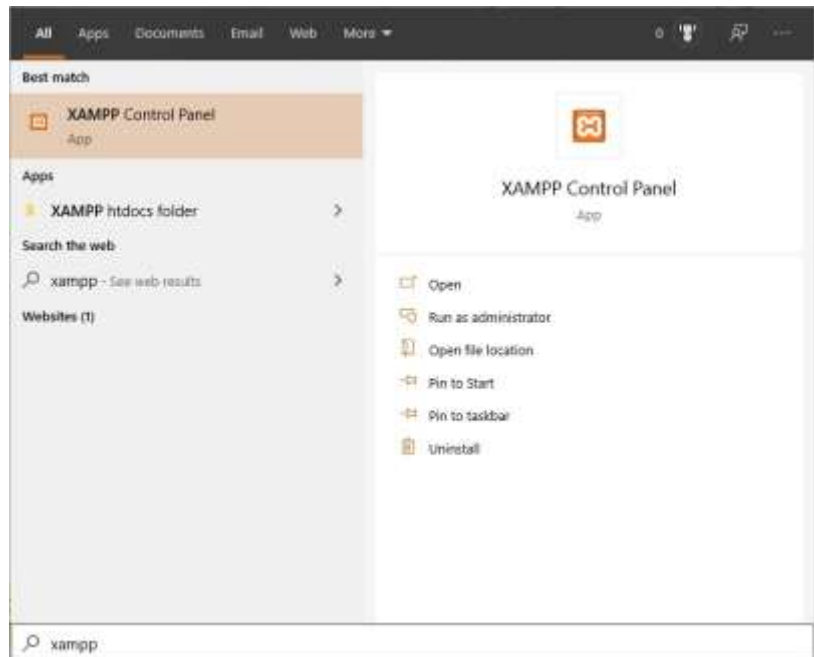 All Apps Documents Email Web More
0
Best match
XAMPP Control Panel
App
Apps
XAMPP htdocs folder
Search the web
xampp - See web results
Websites (1)
XAMPP Control Panel
App
Open
Run as administrator
Open file location
Pin to Start
Pin to taskbar
Uninstall
xampp